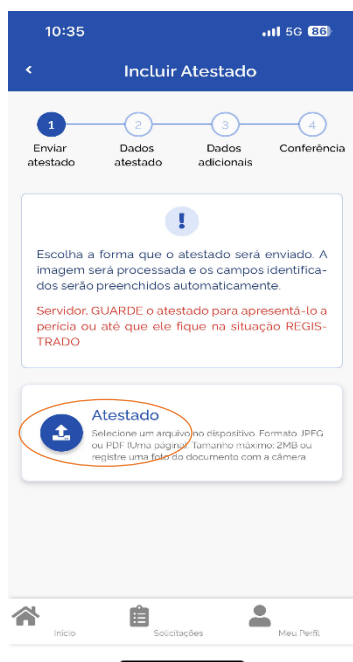 10:35
5G 86
Incluir Atestado
1 2 3 4
Enviar atestado
Dados atestado
Dados adicionais
Conferência
!
Escolha a forma que o atestado será enviado. A
imagem será processada e os campos identifica-
dos serão preenchidos automaticamente.
Servidor, GUARDE o atestado para apresentá-lo a
perícia ou até que ele fique na situação REGIS-
TRADO
Atestado
Selecione um arquivo no dispositivo. Formato JPEG
ou PDF (Uma página). Tamanho máximo: 2MB ou
registre uma foto do documento com a câmera
Início
Solicitações
Meu Perfil